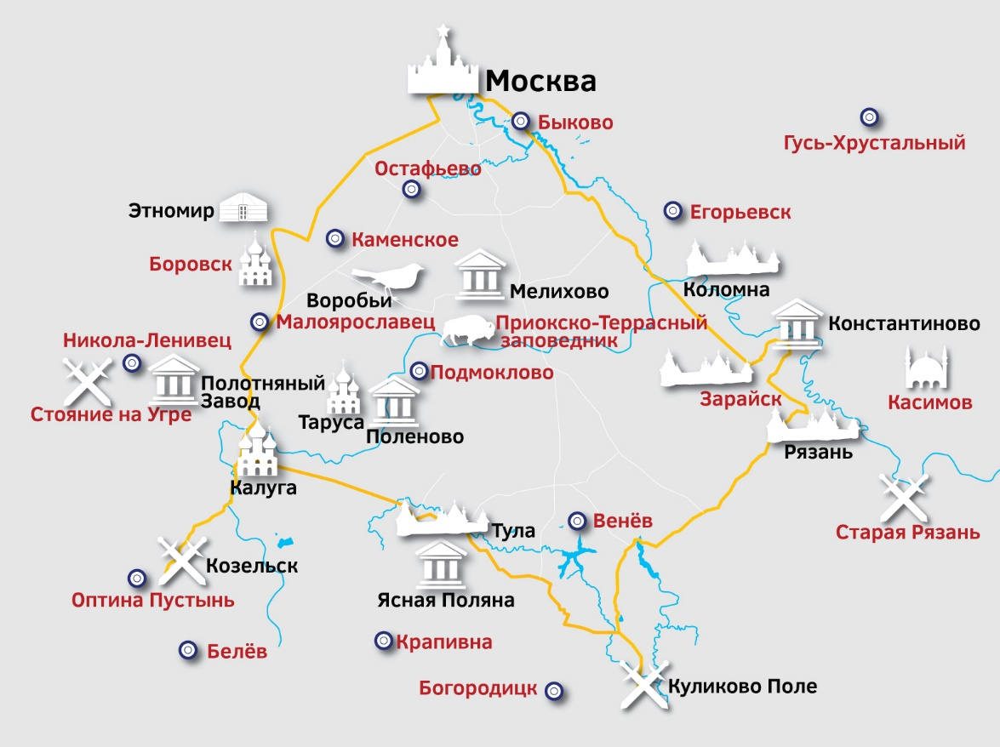 Москва
Быково
Гусь-Хрустальный
Остафьево
Этномир
Егорьевск
Каменское
Боровск
Воробьи
Мелихово
Коломна
Малоярославец
Приокско-Террасный
заповедник
Константиново
Никола-Ленивец
Подмоклово
Полотняный
Завод
Зарайск
Касимов
Стояние на Угре
Таруса
Поленово
Рязань
Калуга
Тула
Венёв
Старая Рязань
Козельск
Оптина Пустынь
Ясная Поляна
Крапивна
Белёв
Богородицк
Куликово Поле